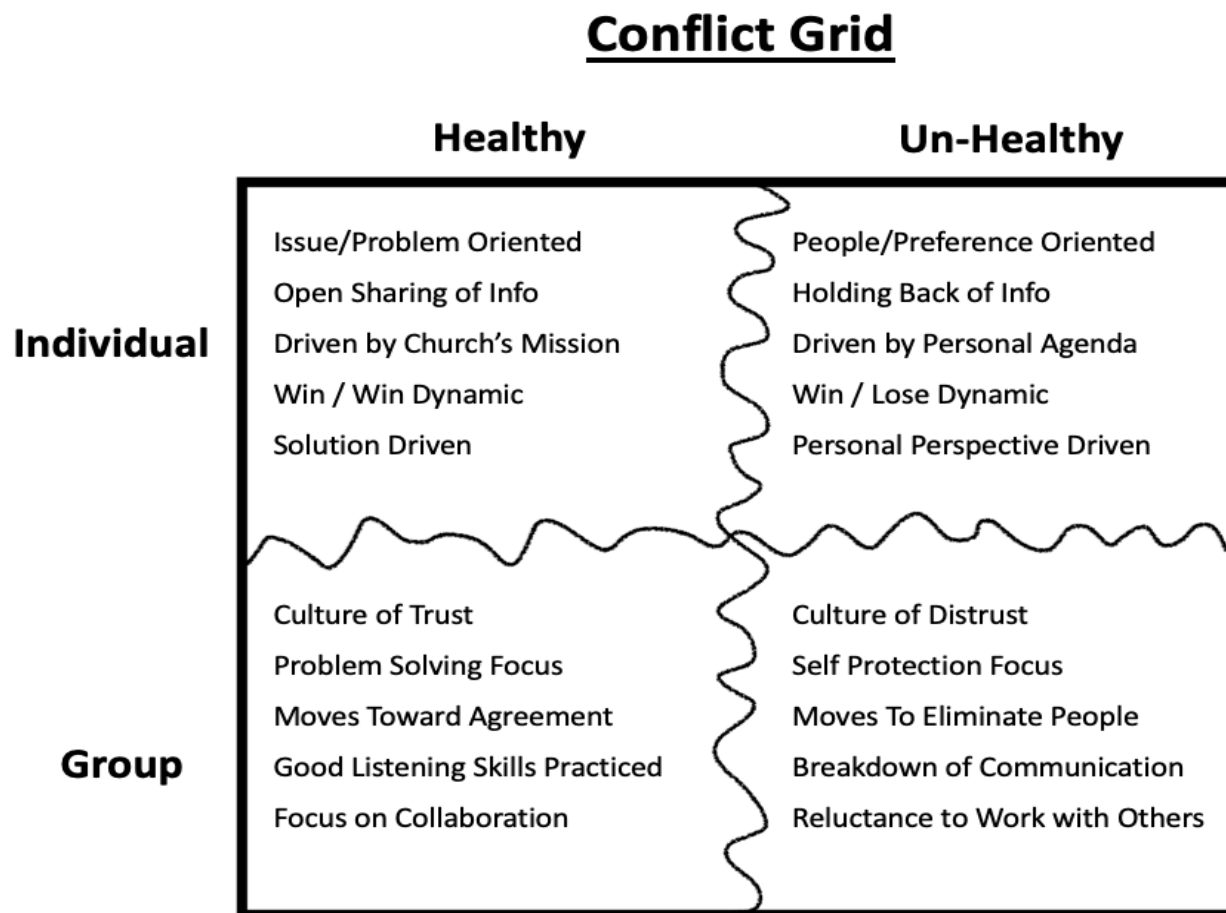 Conflict Grid
Healthy
Un-Healthy
Individual
Issue/Problem Oriented
Open Sharing of Info
Driven by Church's Mission
Win / Win Dynamic
Solution Driven
People/Preference Oriented
Holding Back of Info
Driven by Personal Agenda
Win / Lose Dynamic
Personal Perspective Driven
Group
Culture of Trust
Problem Solving Focus
Moves Toward Agreement
Good Listening Skills Practiced
Focus on Collaboration
Culture of Distrust
Self Protection Focus
Moves To Eliminate People
Breakdown of Communication
Reluctance to Work with Others